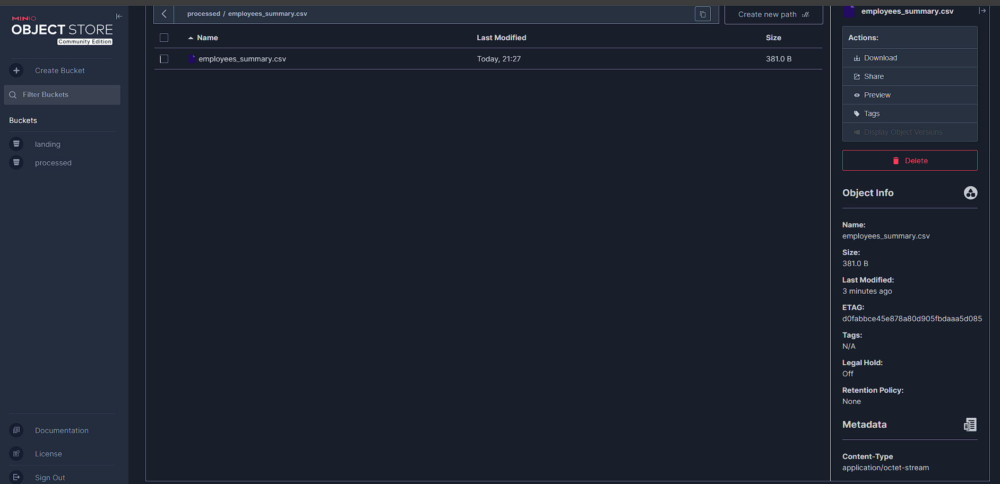 MINIO
OBJECT STORE
Community Edition
Create Bucket
Filter Buckets
Buckets
landing
processed
Documentation
License
Sign Out
processed / employees_summary.csv
Create new path
Name Last Modified Size
employees_summary.csv Today, 21:27 381.0 B
employees_summary.csv
Actions:
Download
Share
Preview
Tags
Display Object Versions
Delete
Object Info
Name:
employees_summary.csv
Size:
381.0 B
Last Modified:
3 minutes ago
ETAG:
d0fabbce45e878a80d905fbdaaa5d085
Tags:
N/A
Legal Hold:
Off
Retention Policy:
None
Metadata
Content-Type
application/octet-stream